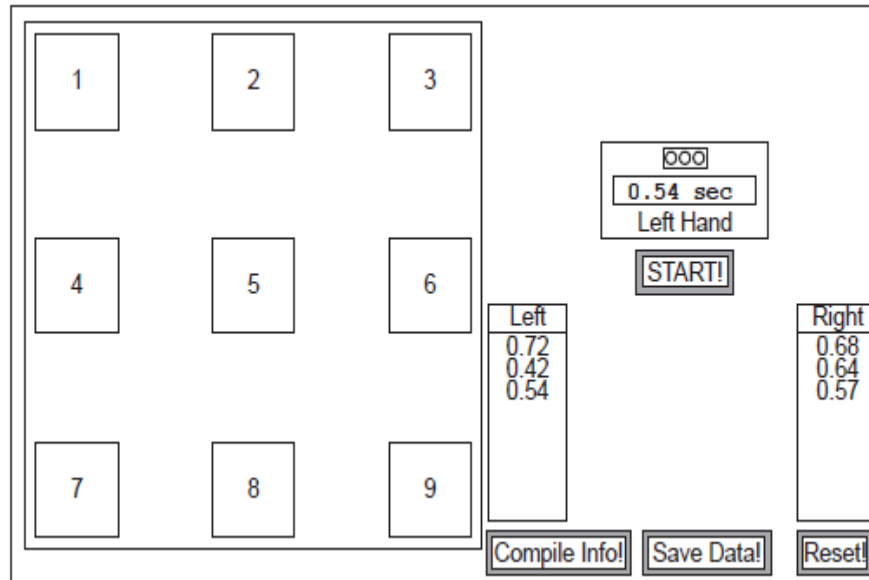 1 2 3
OOO
0.54 sec
Left Hand
START!
4 5 6
Left Right
0.72 0.68
0.42 0.64
0.54 0.57
7 8 9
Compile Info! Save Data! Reset!